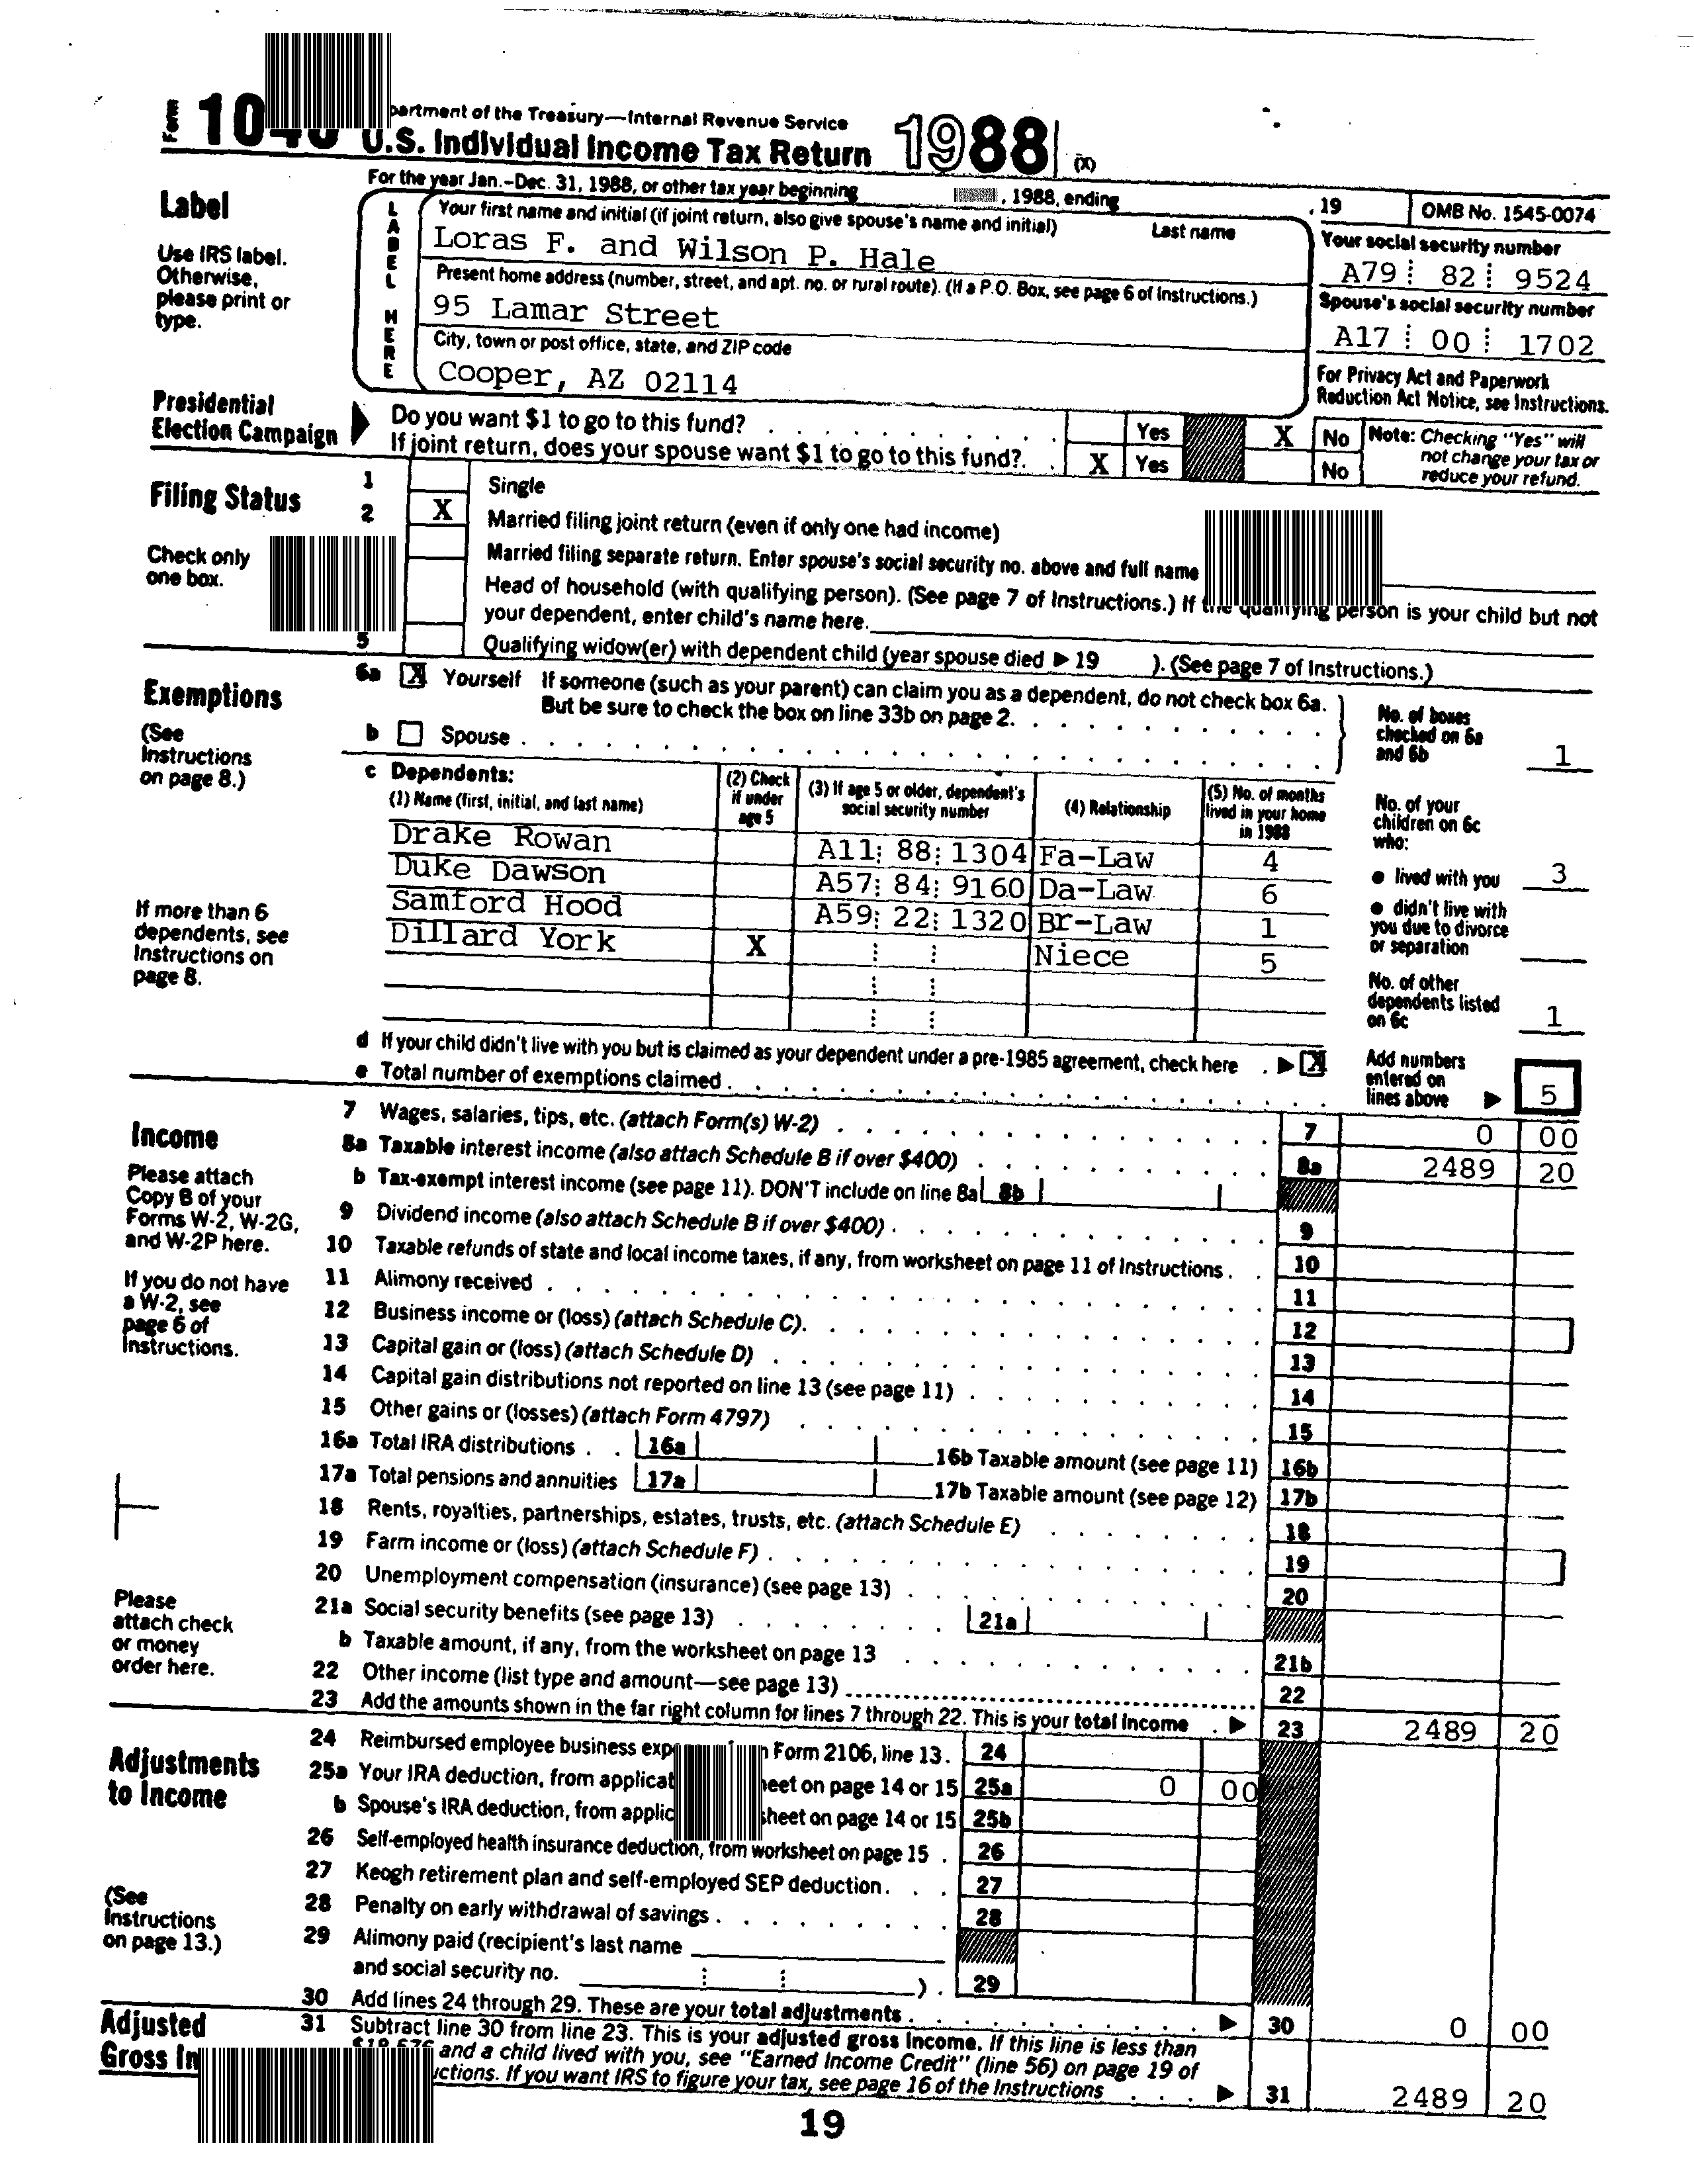 Form 1040 Department of the Treasury—Internal Revenue Service
U.S. Individual Income Tax Return 1988 (X)
For the year Jan.–Dec. 31, 1988, or other tax year beginning , 1988, ending , 19 OMB No. 1545-0074
Label
Use IRS label. Otherwise, please print or type.
LABEL HERE
Your first name and initial (if joint return, also give spouse's name and initial) Last name
Loras F. and Wilson P. Hale
Your social security number
A79 82 9524
Present home address (number, street, and apt. no. or rural route). (If a P.O. Box, see page 6 of Instructions.)
95 Lamar Street
Spouse's social security number
A17 00 1702
City, town or post office, state, and ZIP code
Cooper, AZ 02114
For Privacy Act and Paperwork Reduction Act Notice, see Instructions.
Presidential Election Campaign
Do you want $1 to go to this fund? Yes X No
If joint return, does your spouse want $1 to go to this fund? X Yes No
Note: Checking "Yes" will not change your tax or reduce your refund.
Filing Status
Check only one box.
1 Single
2 X Married filing joint return (even if only one had income)
Married filing separate return. Enter spouse's social security no. above and full name
Head of household (with qualifying person). (See page 7 of Instructions.) If the qualifying person is your child but not
your dependent, enter child's name here.
5 Qualifying widow(er) with dependent child (year spouse died ▶ 19 ). (See page 7 of Instructions.)
Exemptions
(See Instructions on page 8.)
6a X Yourself If someone (such as your parent) can claim you as a dependent, do not check box 6a.
But be sure to check the box on line 33b on page 2.
b Spouse
No. of boxes checked on 6a and 6b 1
c Dependents:
(1) Name (first, initial, and last name) (2) Check if under age 5 (3) If age 5 or older, dependent's social security number (4) Relationship (5) No. of months lived in your home in 1988
Drake Rowan A11 88 1304 Fa-Law 4
Duke Dawson A57 84 9160 Da-Law 6
Samford Hood A59 22 1320 Br-Law 1
Dillard York X Niece 5
If more than 6 dependents, see Instructions on page 8.
No. of your children on 6c who:
● lived with you 3
● didn't live with you due to divorce or separation
No. of other dependents listed on 6c 1
d If your child didn't live with you but is claimed as your dependent under a pre-1985 agreement, check here ▶ X
e Total number of exemptions claimed
Add numbers entered on lines above ▶ 5
Income
Please attach Copy B of your Forms W-2, W-2G, and W-2P here.
If you do not have a W-2, see page 6 of Instructions.
Please attach check or money order here.
7 Wages, salaries, tips, etc. (attach Form(s) W-2) 7 0 00
8a Taxable interest income (also attach Schedule B if over $400) 8a 2489 20
b Tax-exempt interest income (see page 11). DON'T include on line 8a 8b
9 Dividend income (also attach Schedule B if over $400) 9
10 Taxable refunds of state and local income taxes, if any, from worksheet on page 11 of Instructions 10
11 Alimony received 11
12 Business income or (loss) (attach Schedule C) 12
13 Capital gain or (loss) (attach Schedule D) 13
14 Capital gain distributions not reported on line 13 (see page 11) 14
15 Other gains or (losses) (attach Form 4797) 15
16a Total IRA distributions 16a 16b Taxable amount (see page 11) 16b
17a Total pensions and annuities 17a 17b Taxable amount (see page 12) 17b
18 Rents, royalties, partnerships, estates, trusts, etc. (attach Schedule E) 18
19 Farm income or (loss) (attach Schedule F) 19
20 Unemployment compensation (insurance) (see page 13) 20
21a Social security benefits (see page 13) 21a
b Taxable amount, if any, from the worksheet on page 13 21b
22 Other income (list type and amount—see page 13) 22
23 Add the amounts shown in the far right column for lines 7 through 22. This is your total income ▶ 23 2489 20
Adjustments to Income
(See Instructions on page 13.)
24 Reimbursed employee business Form 2106, line 13. 24
25a Your IRA deduction, from on page 14 or 15 25a 0 00
b Spouse's IRA deduction, from on page 14 or 15 25b
26 Self-employed health insurance deduction, from worksheet on page 15 26
27 Keogh retirement plan and self-employed SEP deduction 27
28 Penalty on early withdrawal of savings 28
29 Alimony paid (recipient's last name
and social security no. ) 29
30 Add lines 24 through 29. These are your total adjustments ▶ 30 0 00
Adjusted Gross
31 Subtract line 30 from line 23. This is your adjusted gross income. If this line is less than
and a child lived with you, see "Earned Income Credit" (line 56) on page 19 of
If you want IRS to figure your tax, see page 16 of the Instructions ▶ 31 2489 20
19